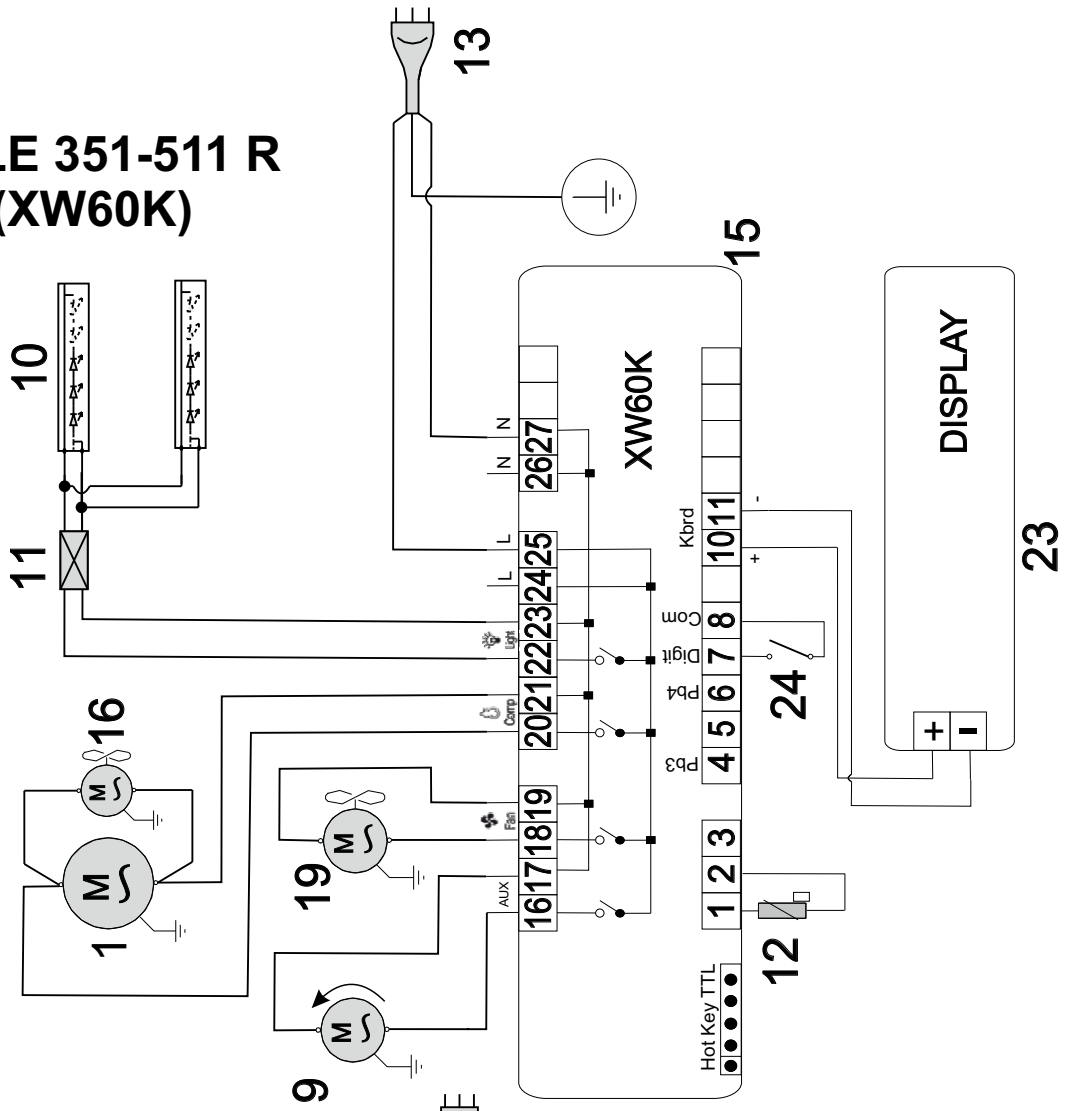 LE 351-511 R
(XW60K)
13
10
11
16
1
19
9
15
XW60K
N N
26 27
L L
Light
Comp
Fan
AUX
16 17 18 19
20 21 22 23 24 25
M
M
M
M
Kbrd
+ -
10 11
Com
Digit
Pb4
Pb3
1 2 3
4 5 6 7 8
Hot Key TTL
12
24
DISPLAY
+ -
23